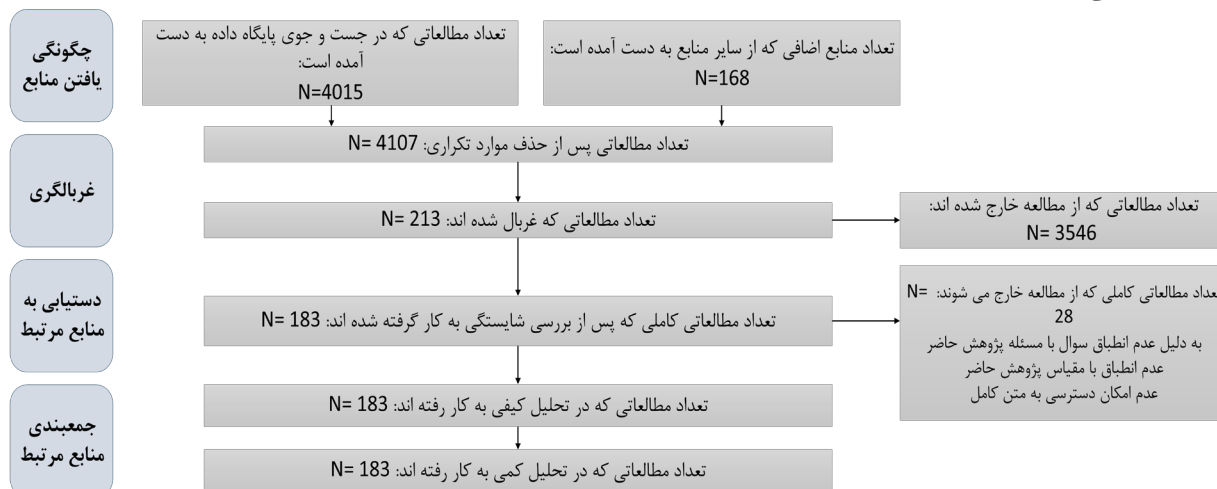 چگونگی
یافتن منابع
تعداد منابع اضافی که از سایر منابع به دست آمده است:
N=168
تعداد مطالعاتی که در جست و جوی پایگاه داده به دست
آمده است:
N=4015
تعداد مطالعاتی پس از حذف موارد تکراری: N= 4107
غربالگری
تعداد مطالعاتی که غربال شده اند: N= 213
تعداد مطالعاتی که از مطالعه خارج شده اند:
N= 3546
دستیابی به
منابع مرتبط
تعداد مطالعاتی کاملی که پس از بررسی شایستگی به کار گرفته شده اند: N= 183
عداد مطالعاتی کاملی که از مطالعه خارج می شوند: N=
28
به دلیل عدم انطباق سوال با مسئله پژوهش حاضر
عدم انطباق با مقیاس پژوهش حاضر
عدم امکان دسترسی به متن کامل
جمعبندی
منابع مرتبط
تعداد مطالعاتی که در تحلیل کیفی به کار رفته اند: N= 183
تعداد مطالعاتی که در تحلیل کمی به کار رفته اند: N= 183